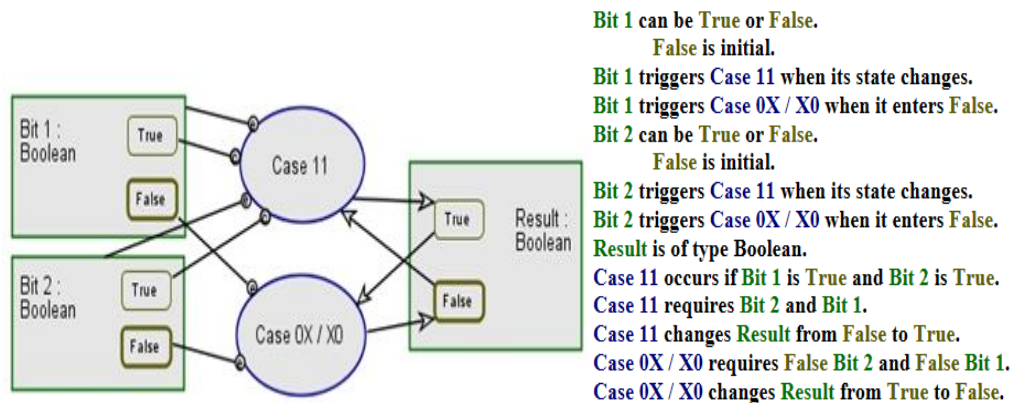 Bit 1 :
Boolean
True
False
Bit 2 :
Boolean
True
False
Case 11
Case 0X / X0
True
False
Result :
Boolean
Bit 1 can be True or False.
False is initial.
Bit 1 triggers Case 11 when its state changes.
Bit 1 triggers Case 0X / X0 when it enters False.
Bit 2 can be True or False.
False is initial.
Bit 2 triggers Case 11 when its state changes.
Bit 2 triggers Case 0X / X0 when it enters False.
Result is of type Boolean.
Case 11 occurs if Bit 1 is True and Bit 2 is True.
Case 11 requires Bit 2 and Bit 1.
Case 11 changes Result from False to True.
Case 0X / X0 requires False Bit 2 and False Bit 1.
Case 0X / X0 changes Result from True to False.